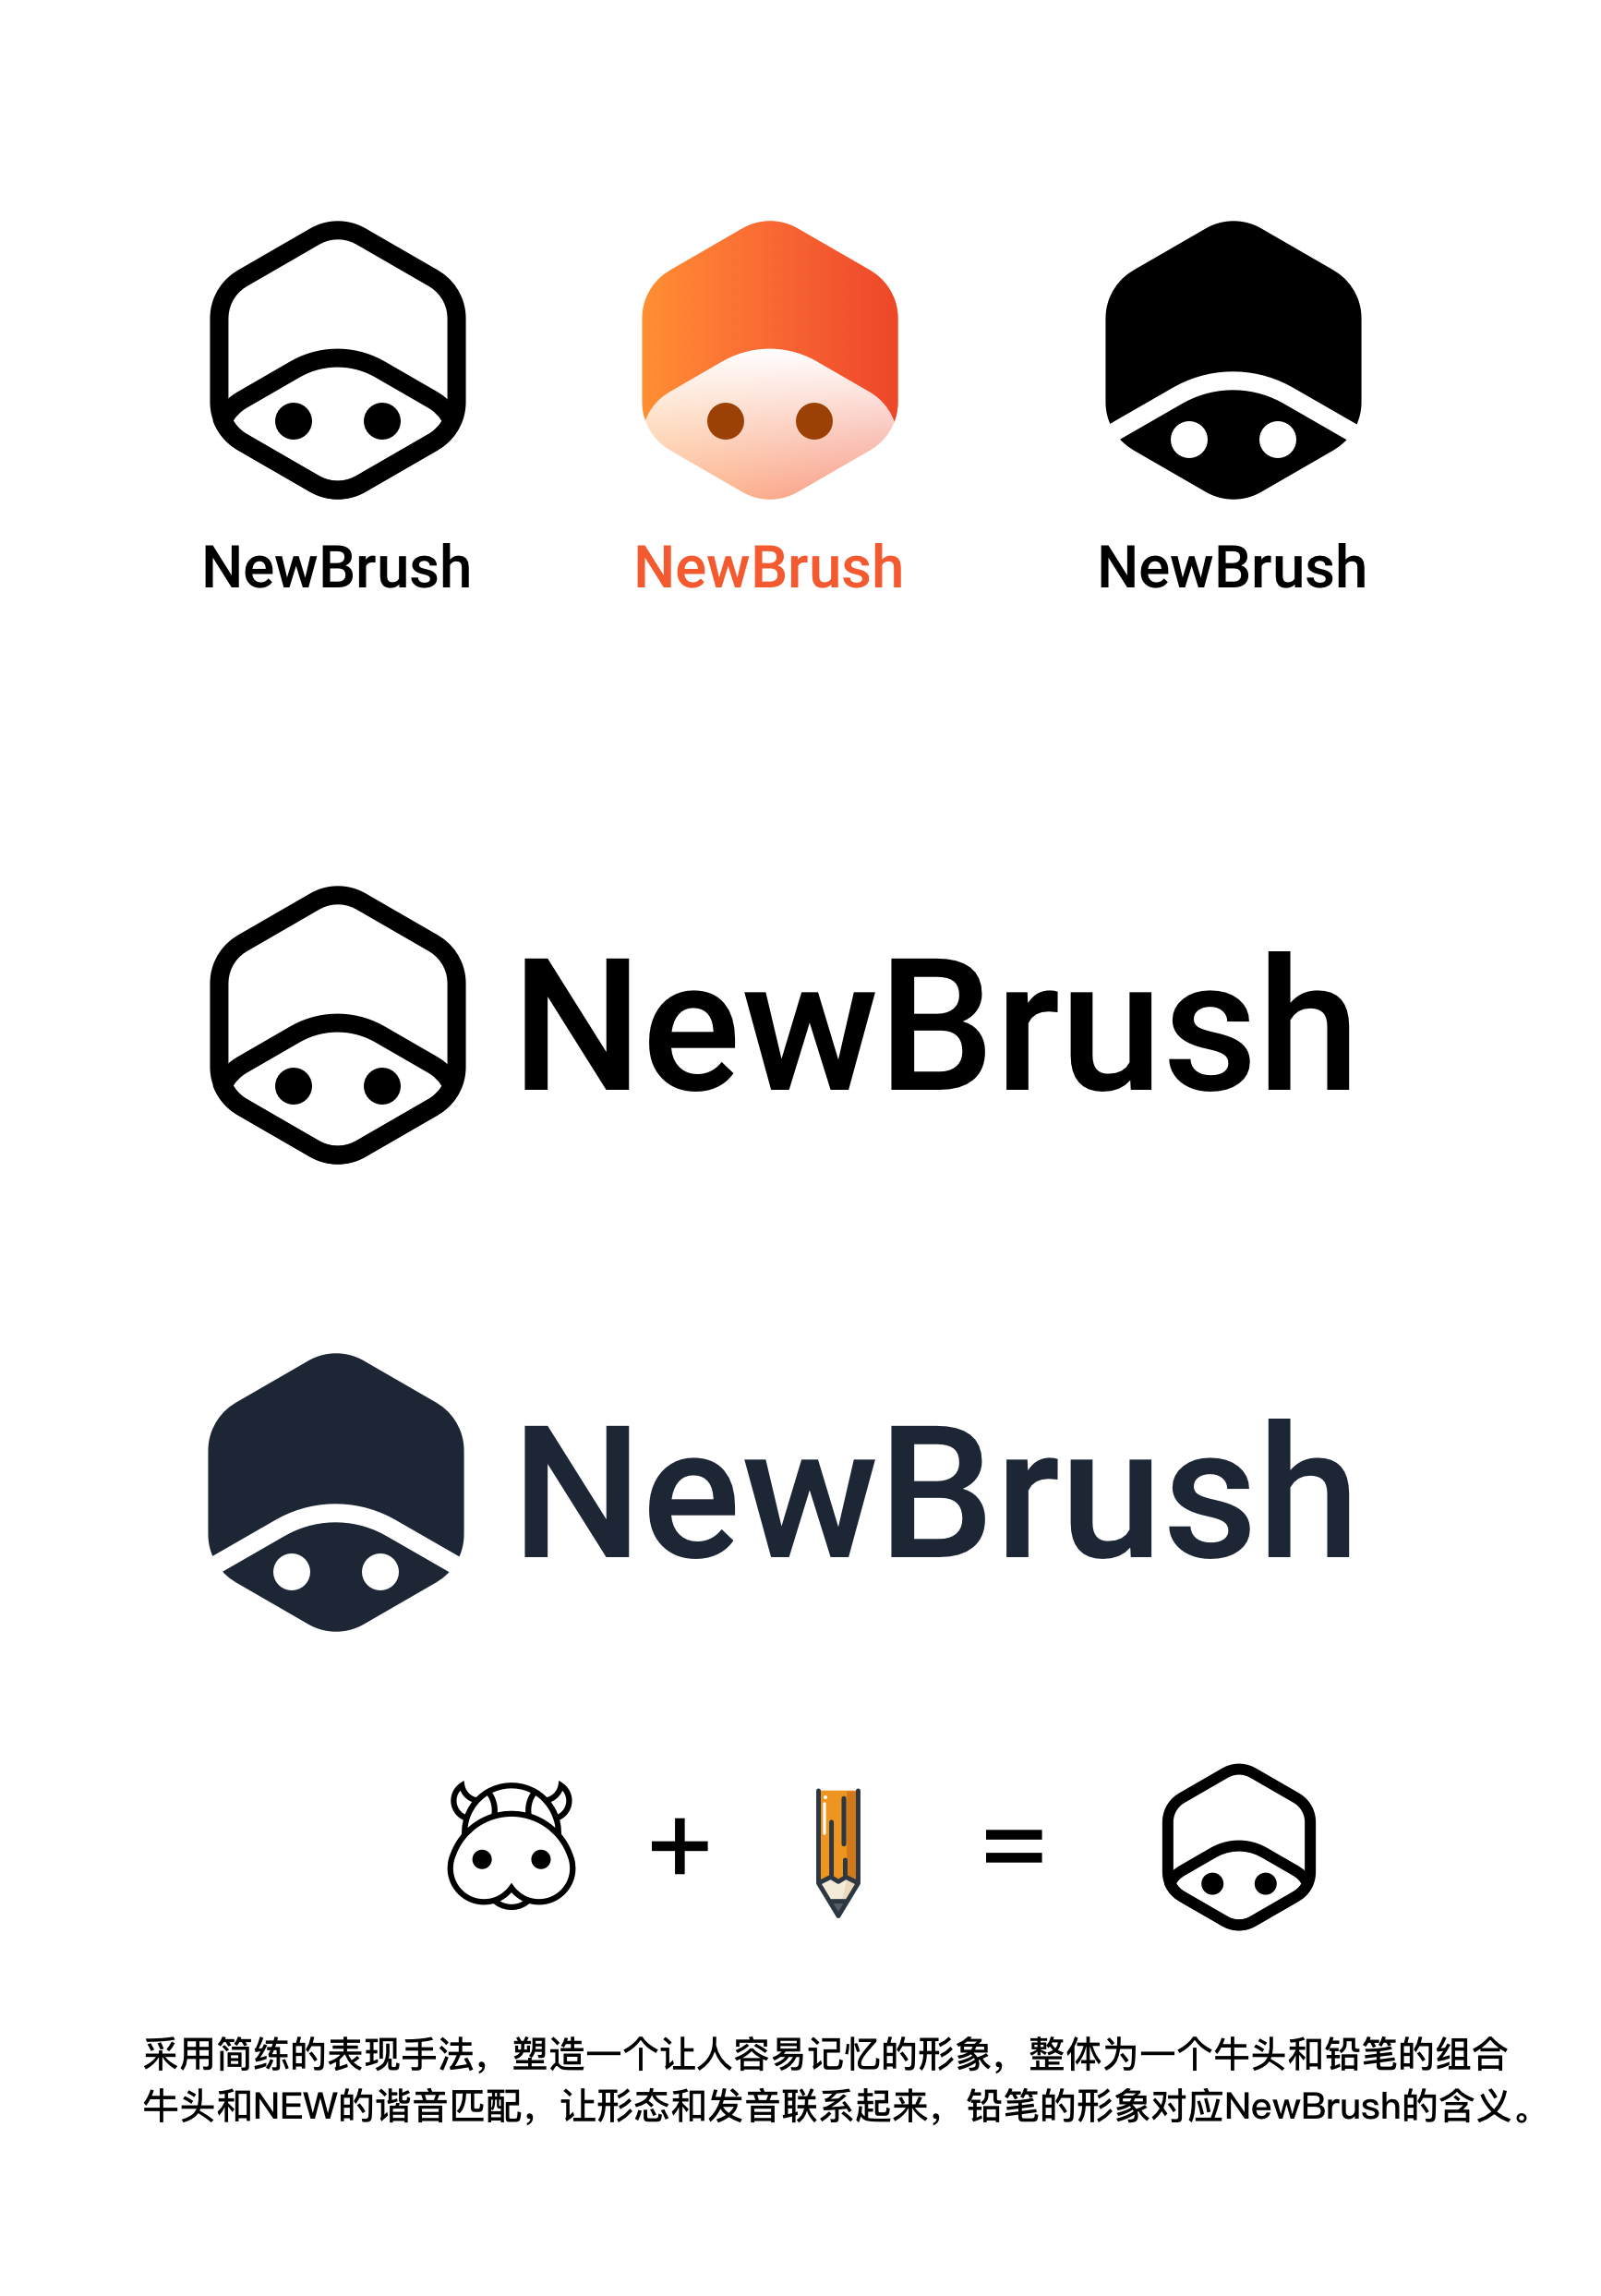 NewBrush NewBrush NewBrush
NewBrush
NewBrush
采用简练的表现手法，塑造一个让人容易记忆的形象，整体为一个牛头和铅笔的组合
牛头和NEW的谐音匹配，让形态和发音联系起来，铅笔的形象对应NewBrush的含义。